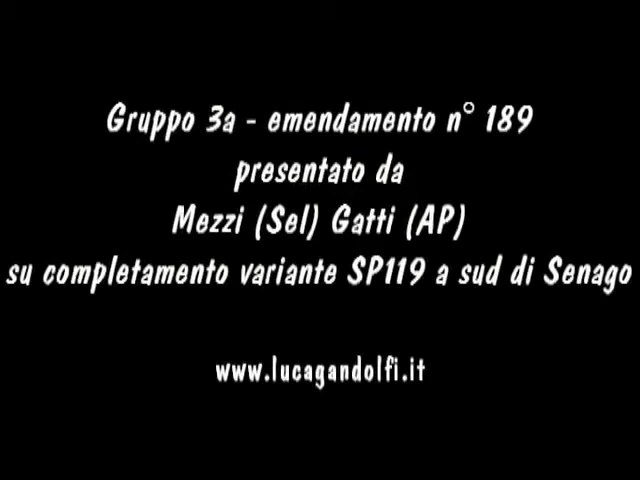 Gruppo 3a - emendamento n° 189
presentato da
Mezzi (Sel) Gatti (AP)
su completamento variante SP119 a sud di Senago
www.lucagandolfi.it